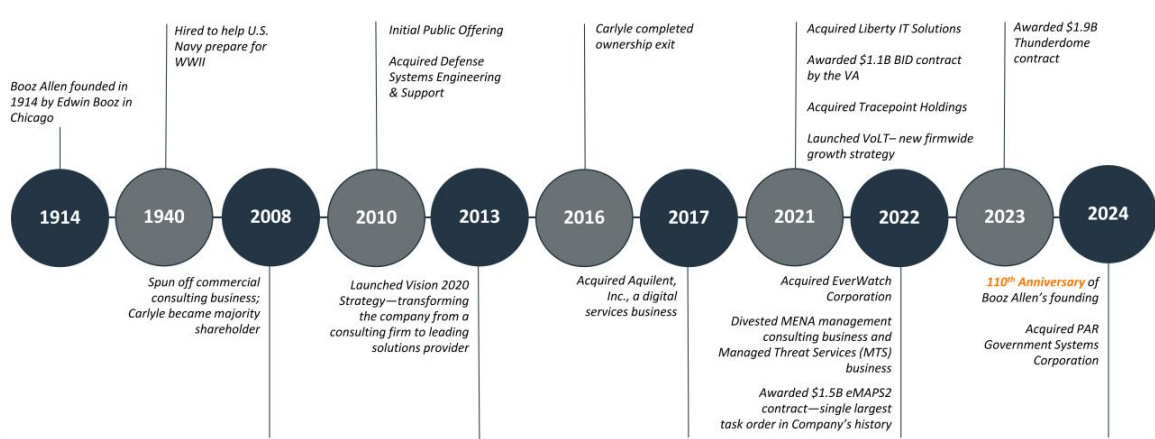 Booz Allen founded in
1914 by Edwin Booz in
Chicago
Hired to help U.S.
Navy prepare for
WWII
Initial Public Offering
Acquired Defense
Systems Engineering
& Support
Carlyle completed
ownership exit
Acquired Liberty IT Solutions
Awarded $1.1B BID contract
by the VA
Acquired Tracepoint Holdings
Launched VoLT– new firmwide
growth strategy
Awarded $1.9B
Thunderdome
contract
1914
1940
2008
2010
2013
2016
2017
2021
2022
2023
2024
Spun off commercial
consulting business;
Carlyle became majority
shareholder
Launched Vision 2020
Strategy—transforming
the company from a
consulting firm to leading
solutions provider
Acquired Aquilent,
Inc., a digital
services business
Acquired EverWatch
Corporation
Divested MENA management
consulting business and
Managed Threat Services (MTS)
business
Awarded $1.5B eMAPS2
contract—single largest
task order in Company's history
110th Anniversary of
Booz Allen's founding
Acquired PAR
Government Systems
Corporation